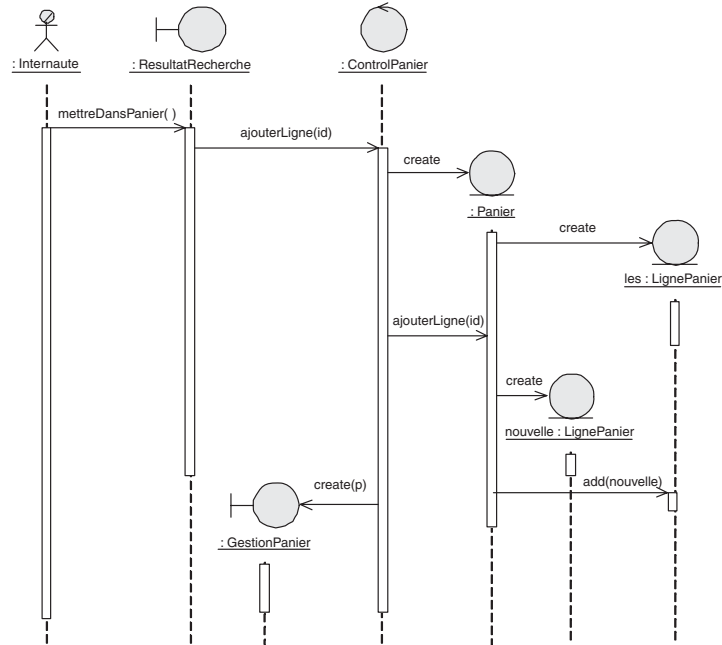 : Internaute
: ResultatRecherche
: ControlPanier
mettreDansPanier( )
ajouterLigne(id)
create
: Panier
create
les : LignePanier
ajouterLigne(id)
create
nouvelle : LignePanier
add(nouvelle)
create(p)
: GestionPanier